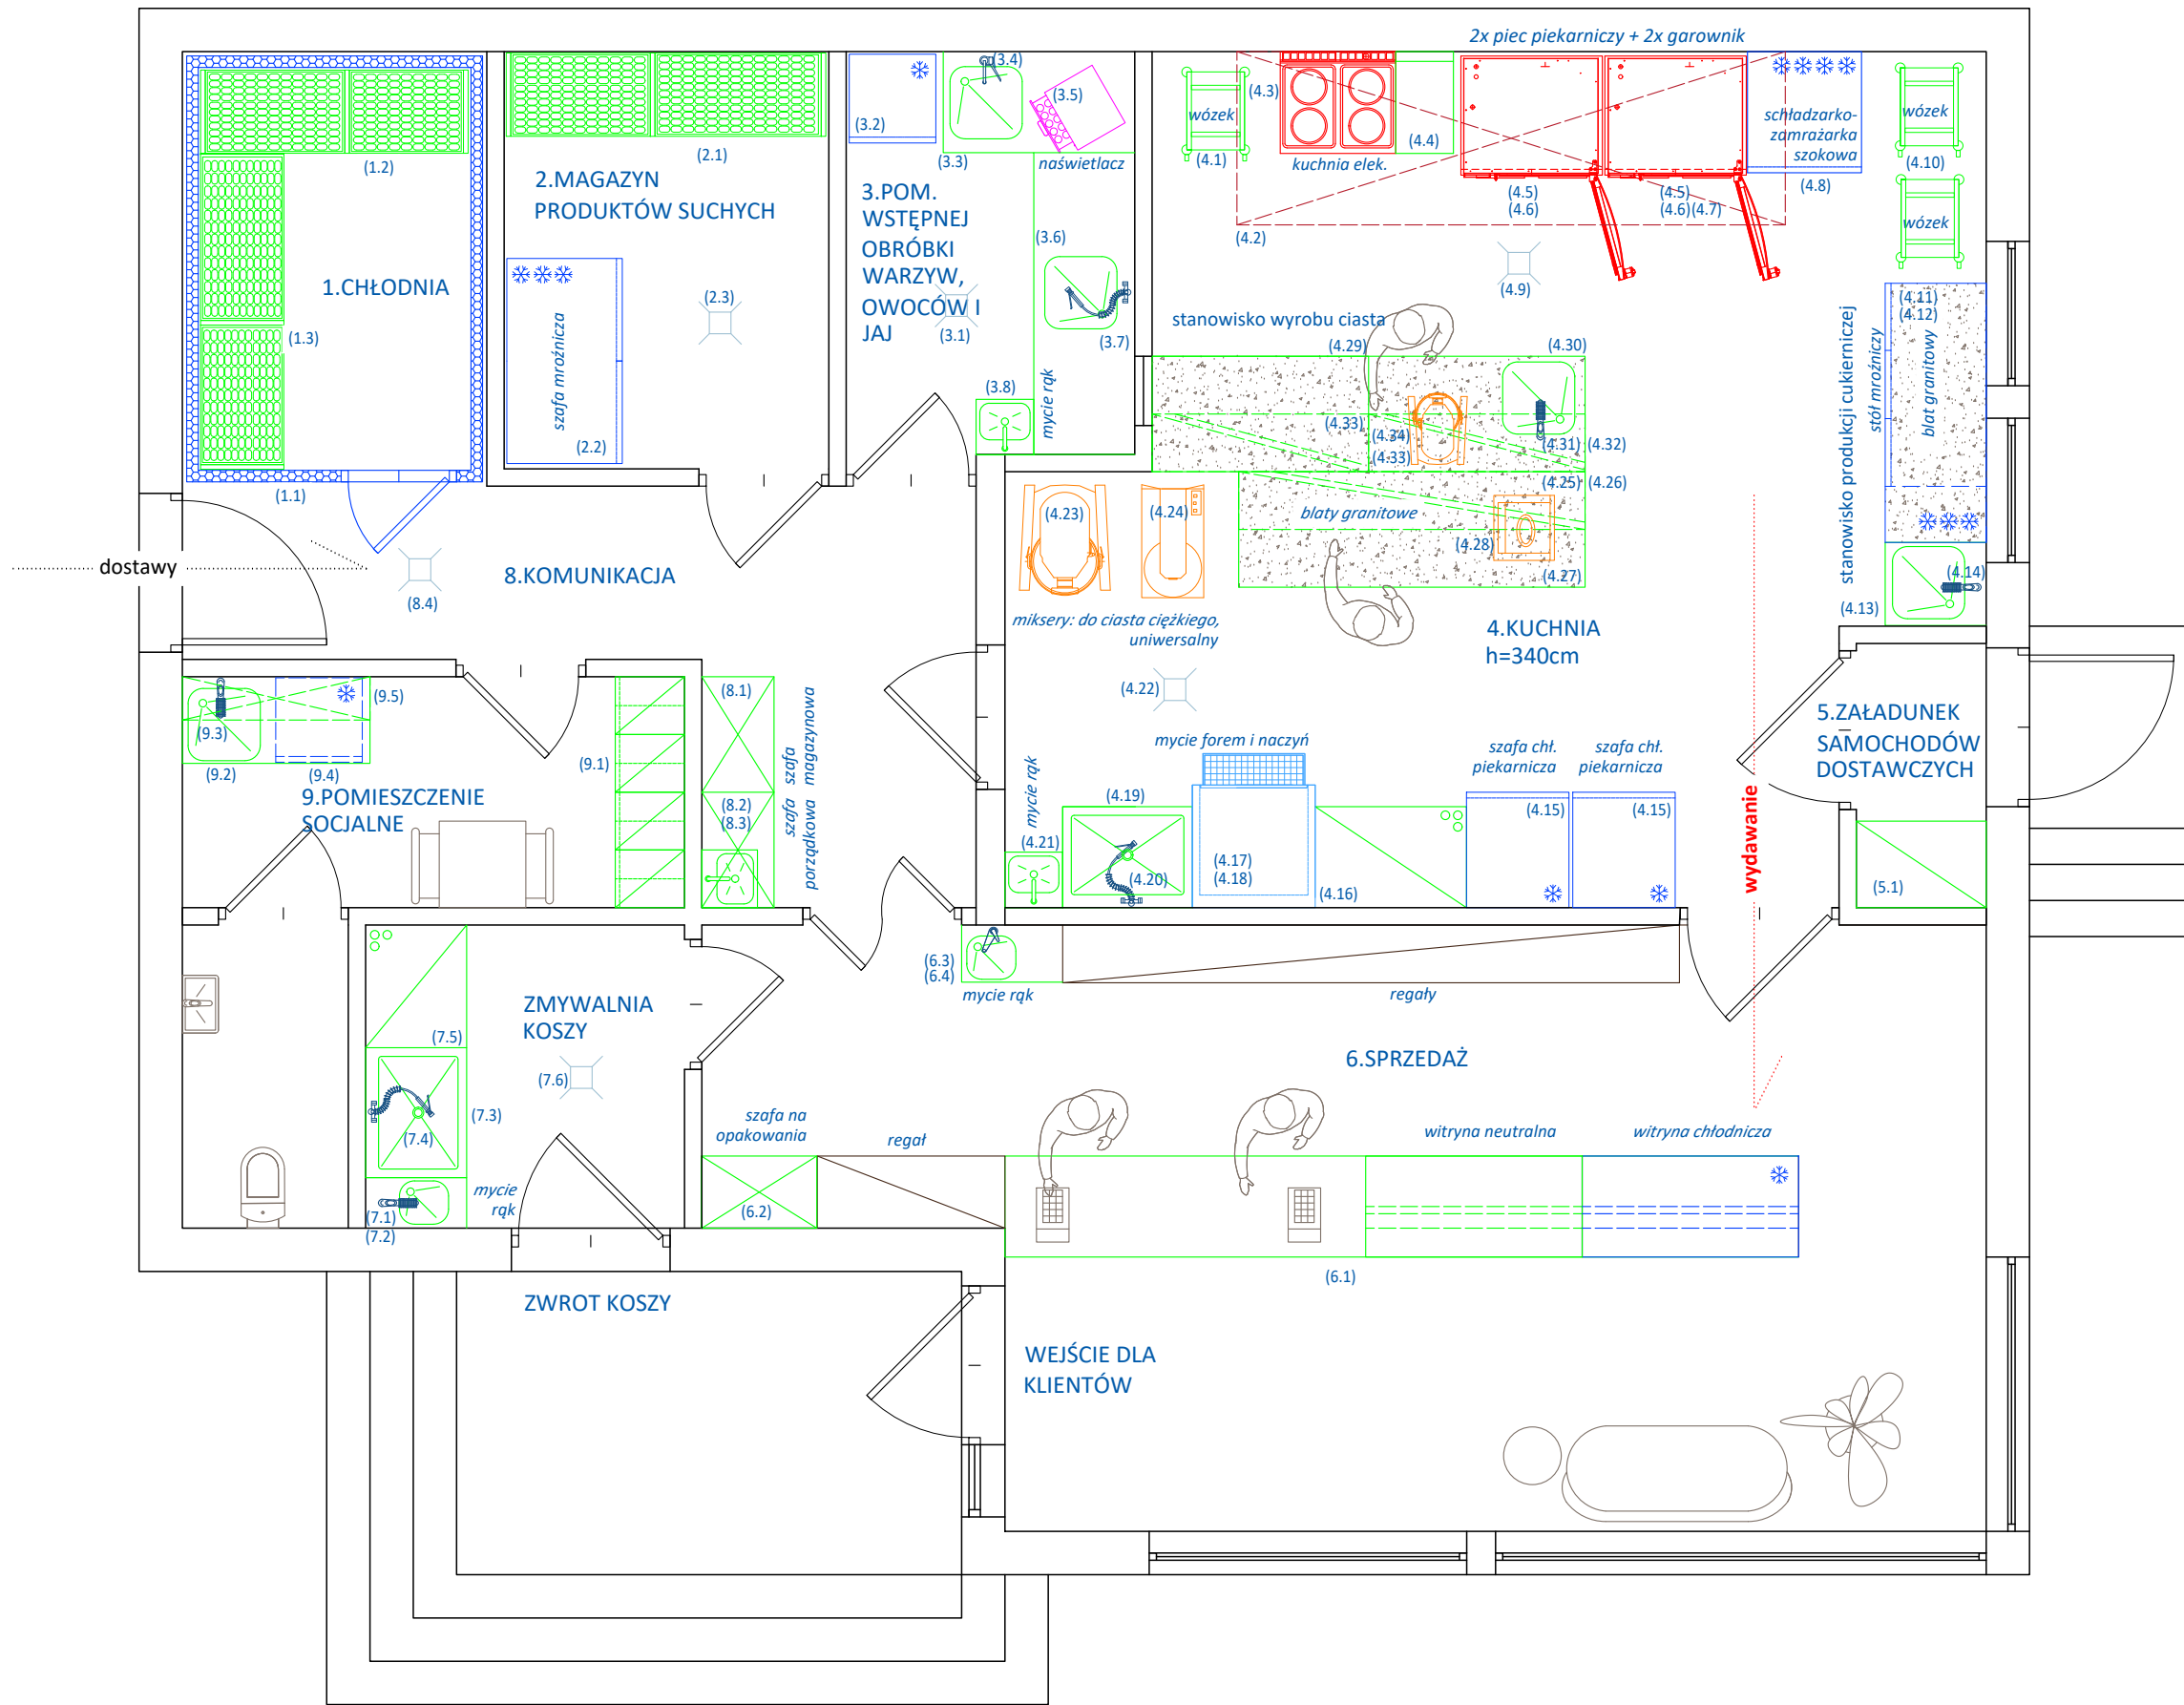 2x piec piekarniczy + 2x garownik
(1.2)
1.CHŁODNIA
(1.3)
(1.1)
(2.1)
2.MAGAZYN
PRODUKTÓW SUCHYCH
(2.3)
szafa mroźnicza
(2.2)
(3.2)
(3.4)
(3.5)
(3.3)
naświetlacz
3.POM.
WSTĘPNEJ
OBRÓBKI
WARZYW,
OWOCÓW I
JAJ
(3.1)
(3.6)
(3.7)
(3.8)
mycie rąk
wózek
(4.1)
(4.3)
(4.2)
kuchnia elek.
(4.4)
(4.5)
(4.6)
(4.5)
(4.6)(4.7)
schładzarko-
zamrażarka
szokowa
(4.8)
wózek
(4.10)
wózek
(4.9)
stanowisko wyrobu ciasta
(4.29)
(4.30)
(4.33)
(4.34)
(4.33)
(4.31)
(4.32)
(4.25)
(4.26)
blaty granitowe
(4.28)
(4.27)
(4.11)
(4.12)
stanowisko produkcji cukierniczej
stół mroźniczy
blat granitowy
(4.14)
(4.13)
(4.23)
(4.24)
miksery: do ciasta ciężkiego,
uniwersalny
4.KUCHNIA
h=340cm
(4.22)
dostawy
8.KOMUNIKACJA
(8.4)
(9.3)
(9.5)
(9.2)
(9.4)
(9.1)
9.POMIESZCZENIE
SOCJALNE
(8.1)
(8.2)
(8.3)
szafa szafa
porządkowa magazynowa
mycie forem i naczyń
mycie rąk
(4.21)
(4.19)
(4.20)
(4.17)
(4.18)
(4.16)
szafa chł.
piekarnicza
(4.15)
szafa chł.
piekarnicza
(4.15)
wydawanie
5.ZAŁADUNEK
SAMOCHODÓW
DOSTAWCZYCH
(5.1)
(6.3)
(6.4)
mycie rąk
regały
ZMYWALNIA
KOSZY
(7.5)
(7.6)
(7.3)
(7.4)
mycie
rąk
(7.1)
(7.2)
6.SPRZEDAŻ
szafa na
opakowania
regał
(6.2)
witryna neutralna
witryna chłodnicza
(6.1)
ZWROT KOSZY
WEJŚCIE DLA
KLIENTÓW